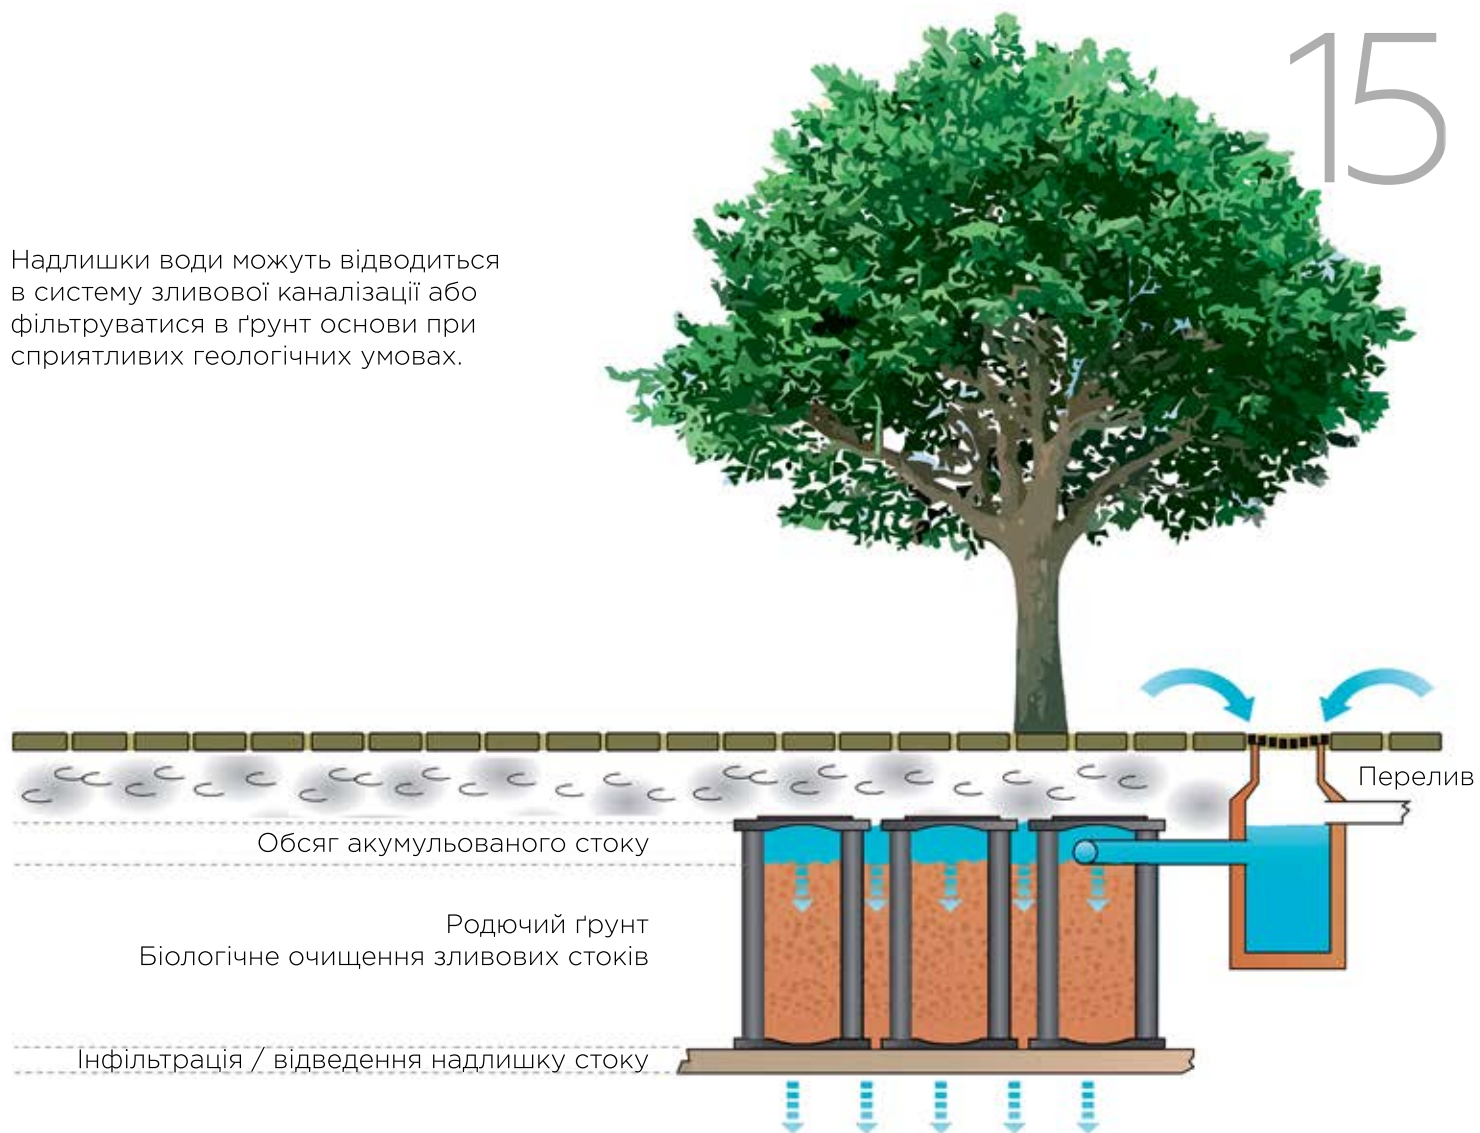 15
Надлишки води можуть відводиться
в систему зливової каналізації або
фільтруватися в ґрунт основи при
сприятливих геологічних умовах.
Перелив
Обсяг акумульованого стоку
Родючий ґрунт
Біологічне очищення зливових стоків
Інфільтрація / відведення надлишку стоку